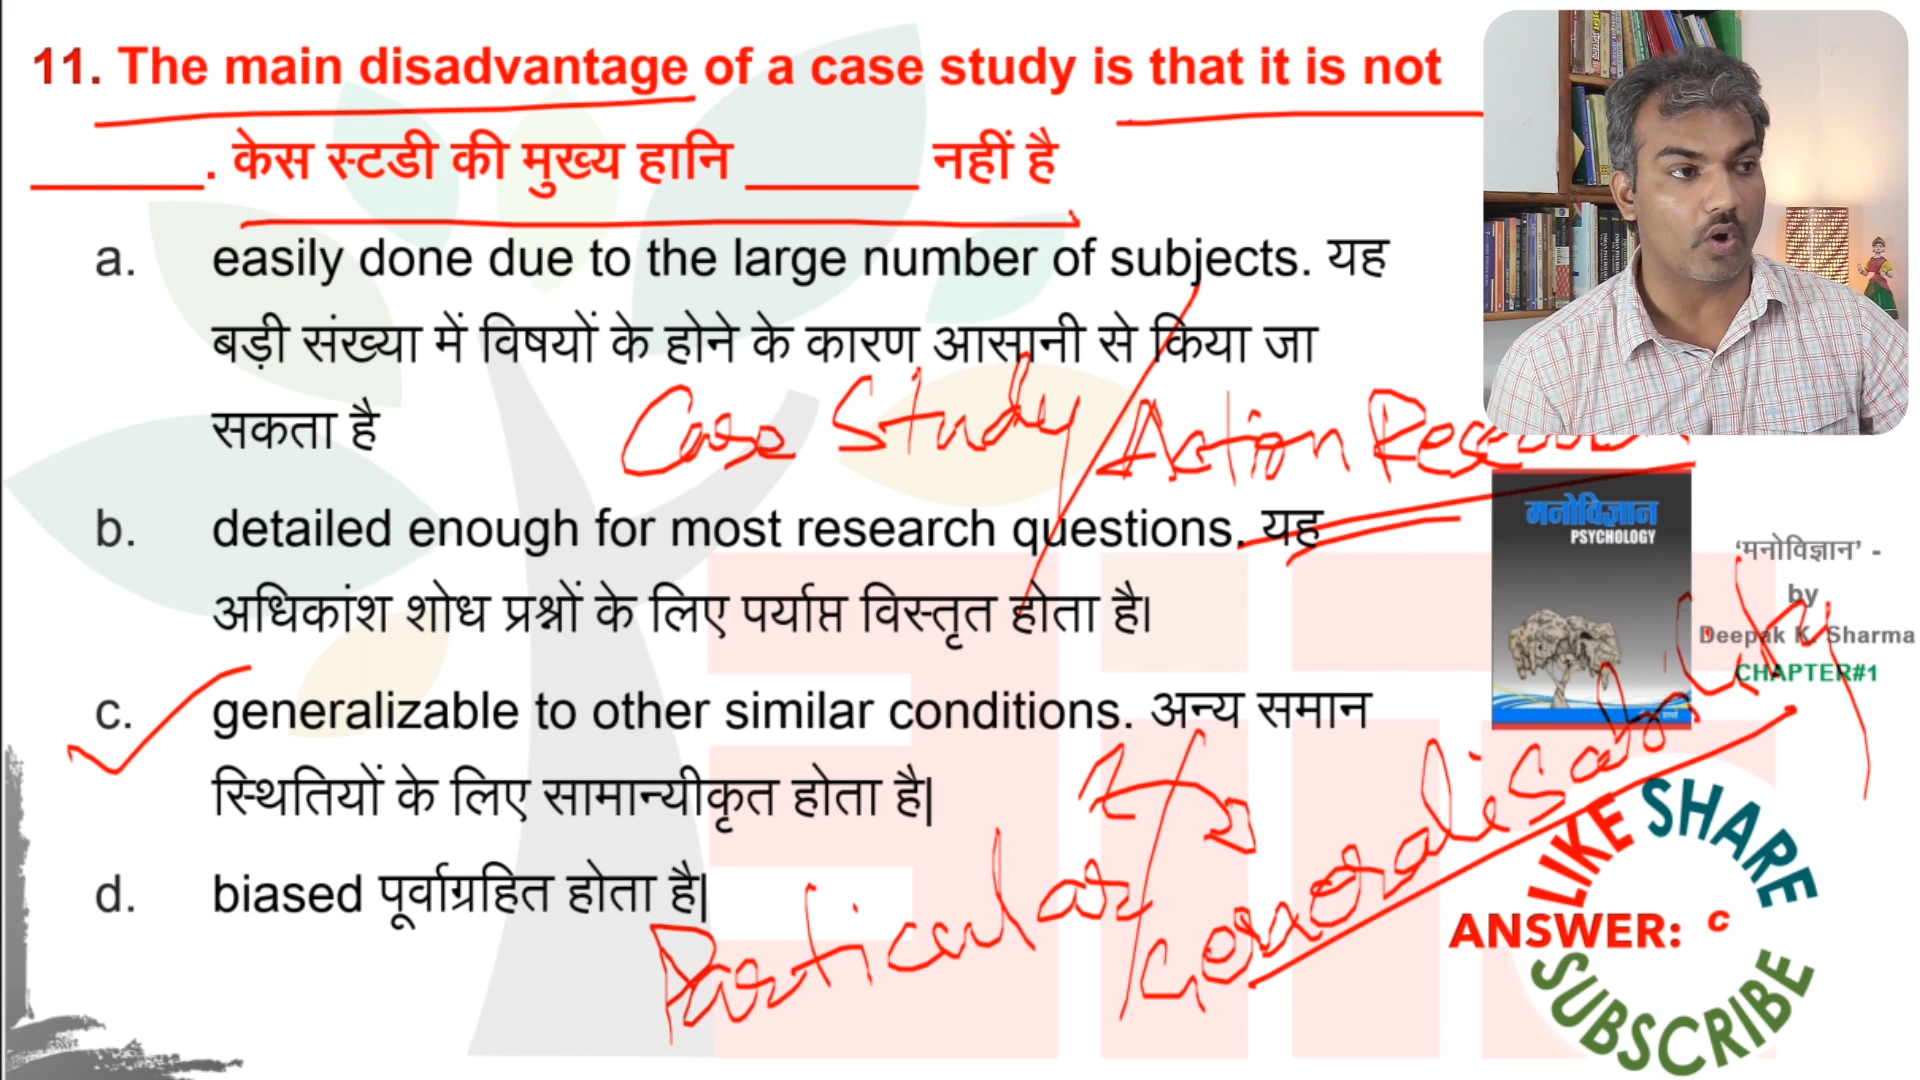 11. The main disadvantage of a case study is that it is not
______. केस स्टडी की मुख्य हानि ______ नहीं है
a. easily done due to the large number of subjects. यह
बड़ी संख्या में विषयों के होने के कारण आसानी से किया जा
सकता है
Case Study / Action
b. detailed enough for most research questions. यह
अधिकांश शोध प्रश्नों के लिए पर्याप्त विस्तृत होता है।
c. generalizable to other similar conditions. अन्य समान
स्थितियों के लिए सामान्यीकृत होता है|
d. biased पूर्वाग्रहित होता है|
Particular
मनोविज्ञान
PSYCHOLOGY
‘मनोविज्ञान’ -
by
Deepak K. Sharma
CHAPTER#1
LIKE SHARE
ANSWER: c
SUBSCRIBE